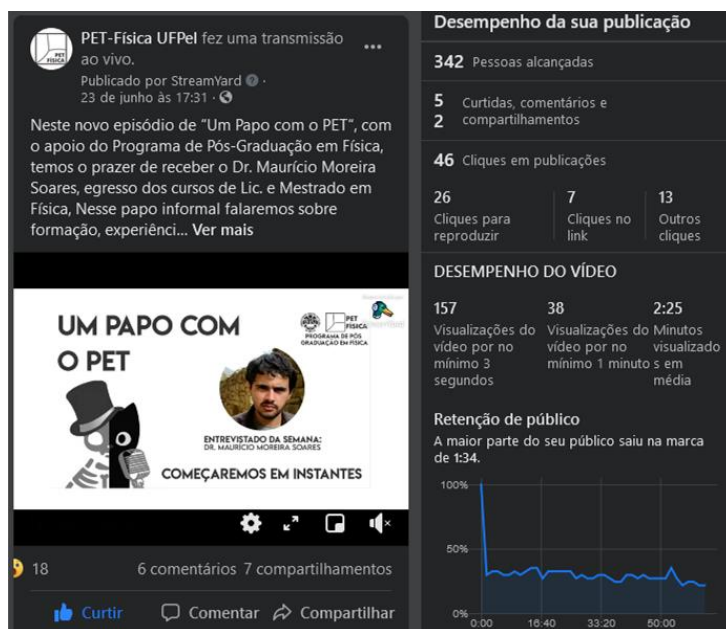 PET-Física UFPel fez uma transmissão
ao vivo.
Publicado por StreamYard
23 de junho às 17:31 ·
Neste novo episódio de "Um Papo com o PET", com
o apoio do Programa de Pós-Graduação em Física,
temos o prazer de receber o Dr. Maurício Moreira
Soares, egresso dos cursos de Lic. e Mestrado em
Física, Nesse papo informal falaremos sobre
formação, experiênci... Ver mais
UM PAPO COM
O PET
PET
FÍSICA
PROGRAMA DE PÓS
GRADUAÇÃO EM FÍSICA
ENTREVISTADO DA SEMANA:
DR. MAURÍCIO MOREIRA SOARES
COMEÇAREMOS EM INSTANTES
18
6 comentários 7 compartilhamentos
Curtir Comentar Compartilhar
Desempenho da sua publicação
342 Pessoas alcançadas
5
2
Curtidas, comentários e
compartilhamentos
46 Cliques em publicações
26
Cliques para
reproduzir
7
Cliques no
link
13
Outros
cliques
DESEMPENHO DO VÍDEO
157
Visualizações do
vídeo por no
mínimo 3
segundos
38
Visualizações do
vídeo por no
mínimo 1 minuto
2:25
Minutos
visualizado
s em
média
Retenção de público
A maior parte do seu público saiu na marca
de 1:34.
100%
50%
0%
0:00 16:40 33:20 50:00